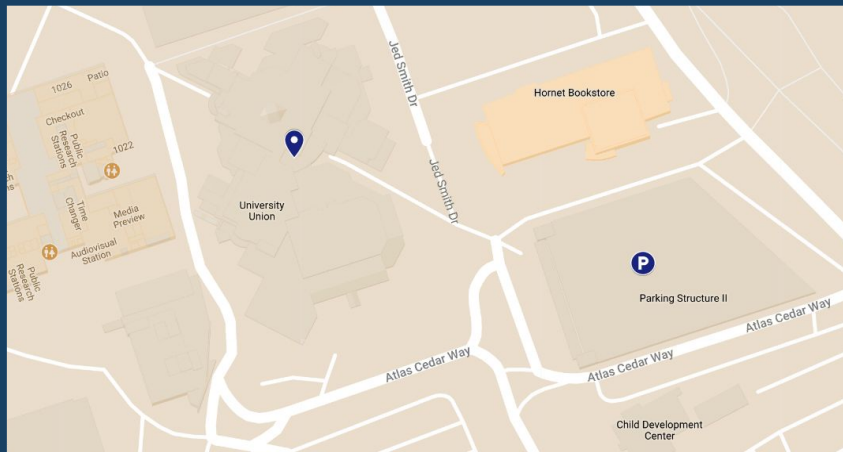 Jed Smith Dr
Hornet Bookstore
1026
Patio
Checkout
Public
Research
Stations
1022
Time
Changer
Media
Preview
Audiovisual
Station
Public
Research
Stations
University
Union
Jed Smith Dr
P
Parking Structure II
Atlas Cedar Way
Atlas Cedar Way
Atlas Cedar Way
Child Development
Center